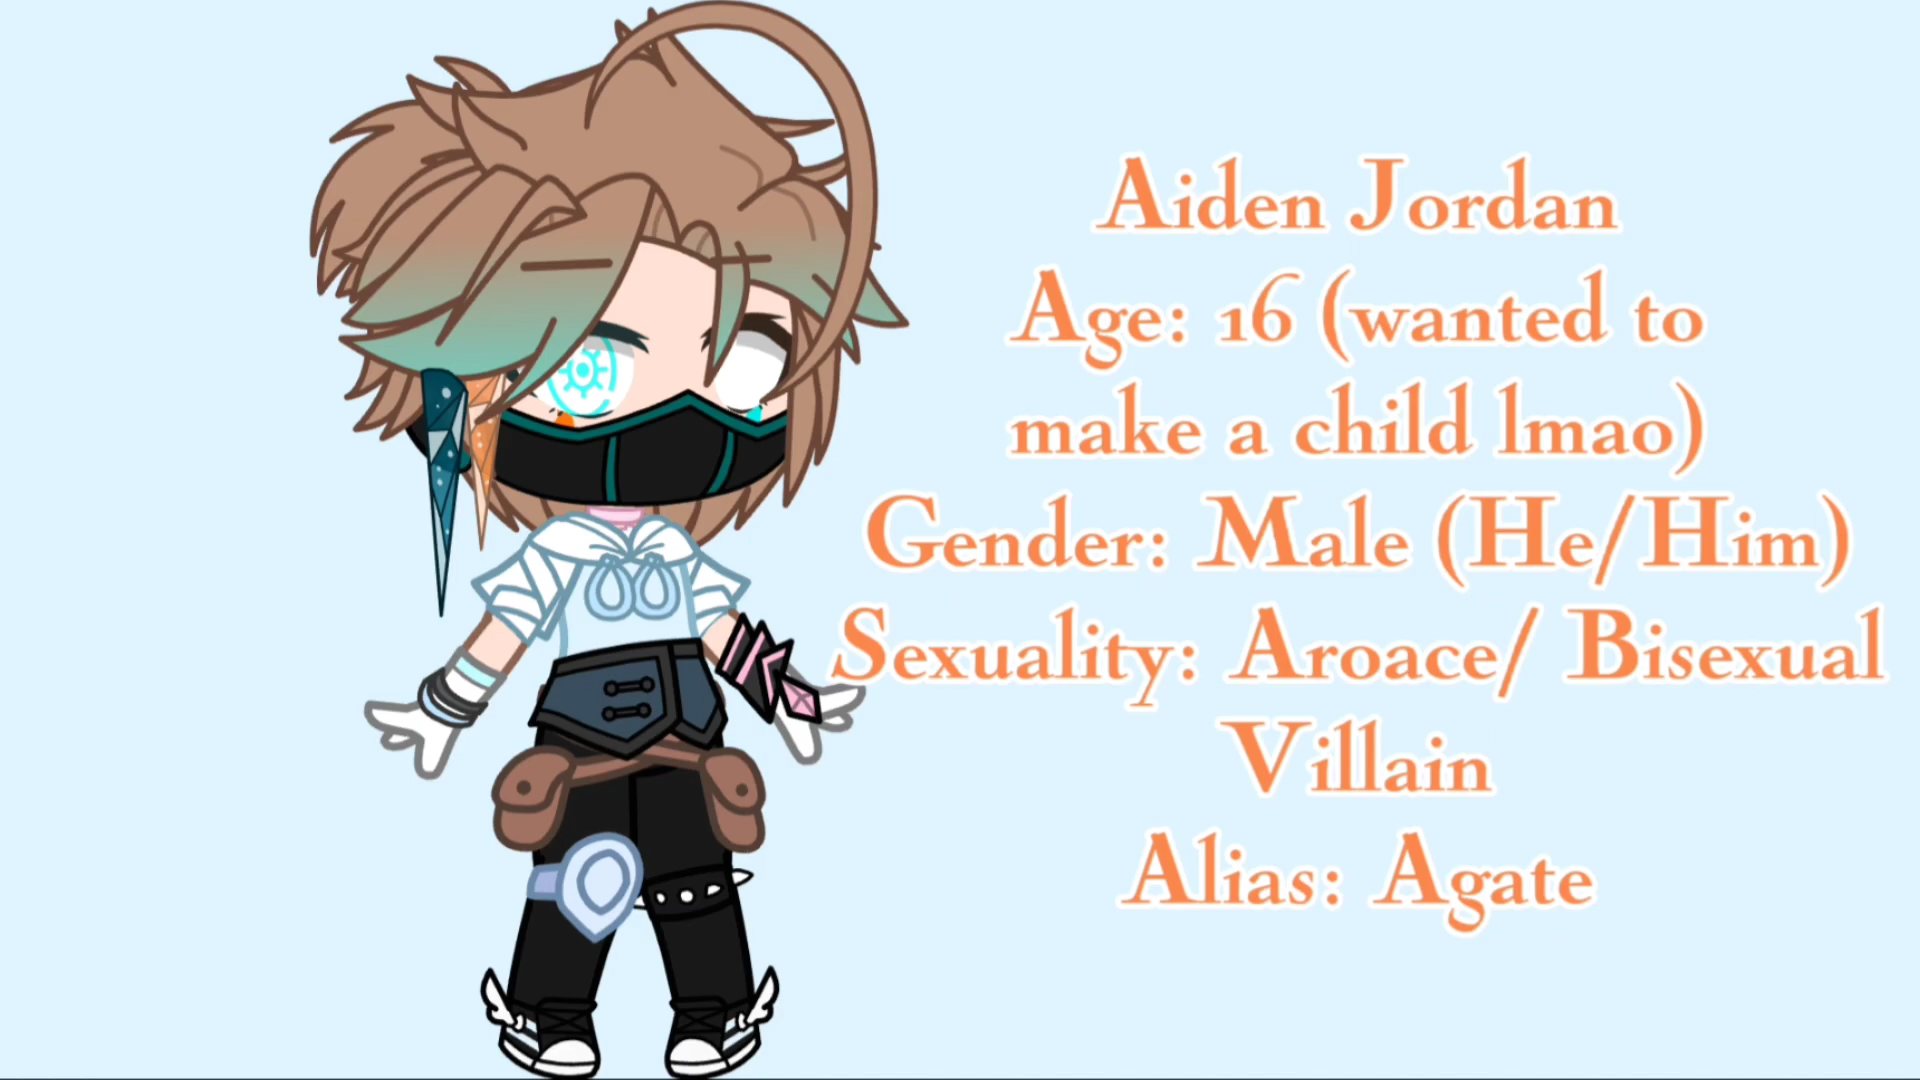 Aiden Jordan
Age: 16 (wanted to
make a child lmao)
Gender: Male (He/Him)
Sexuality: Aroace/ Bisexual
Villain
Alias: Agate